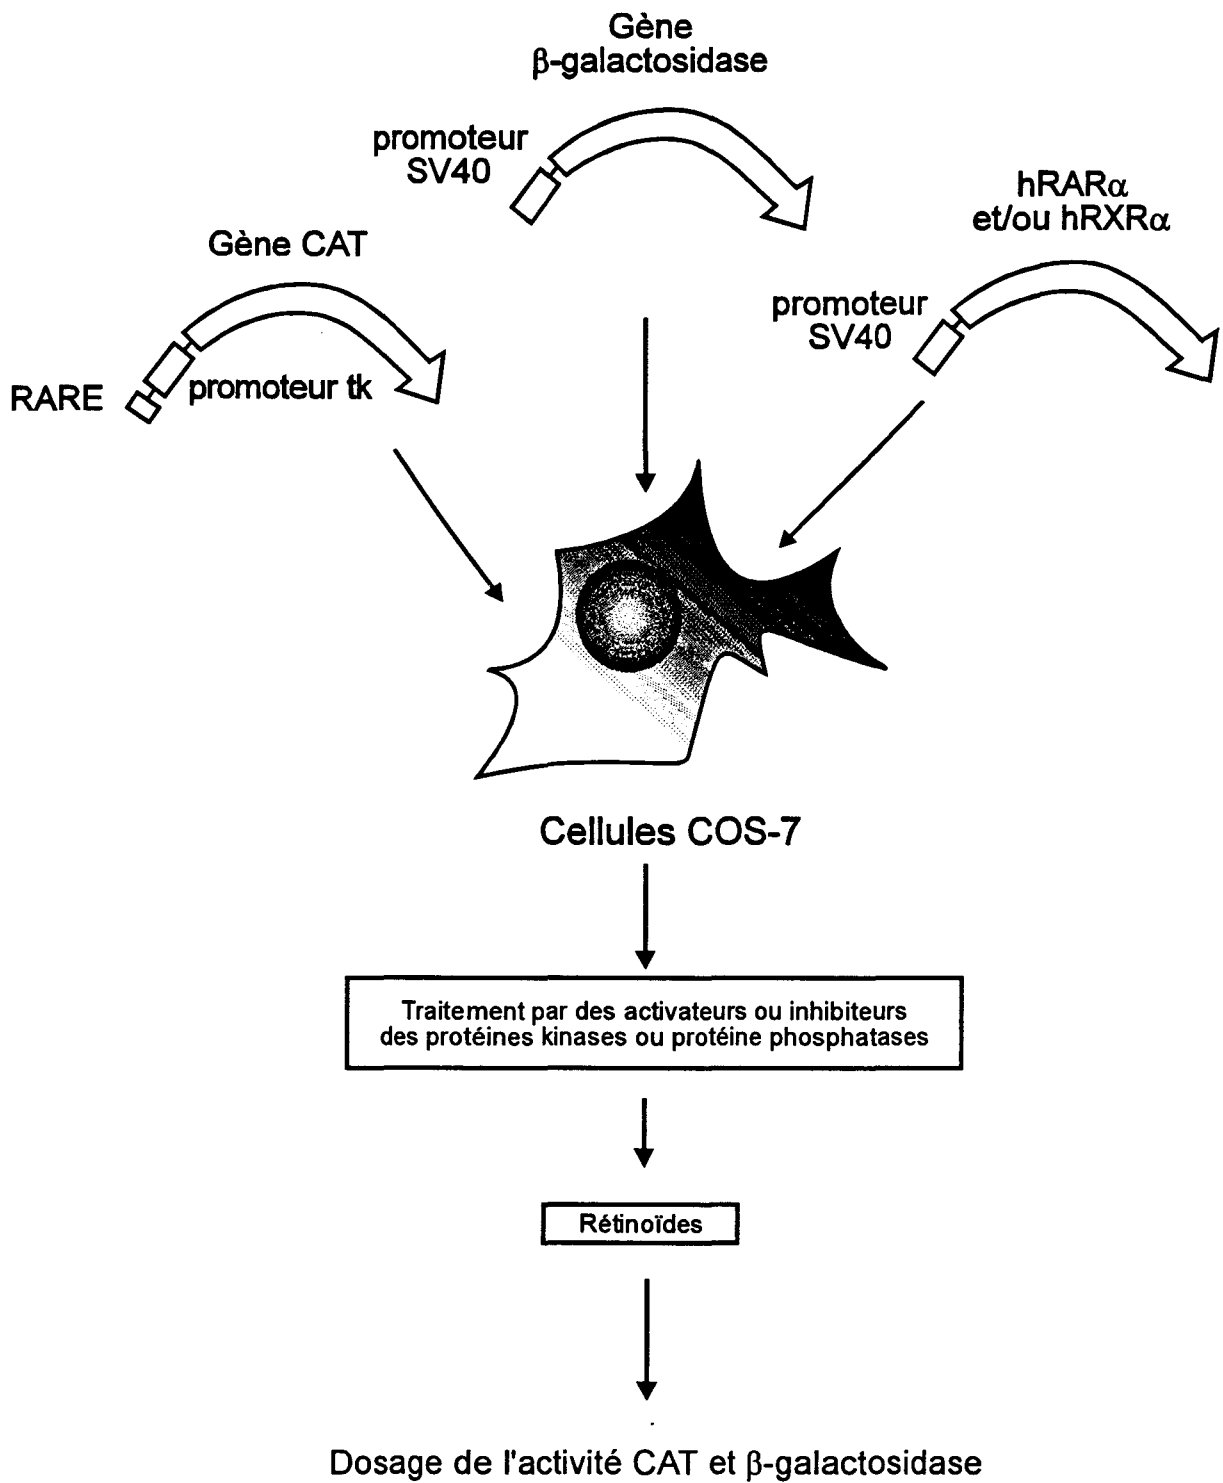 Gène
β-galactosidase
promoteur
SV40
hRARα
et/ou hRXRα
Gène CAT
promoteur
SV40
RARE
promoteur tk
Cellules COS-7
Traitement par des activateurs ou inhibiteurs
des protéines kinases ou protéine phosphatases
Rétinoïdes
Dosage de l'activité CAT et β-galactosidase